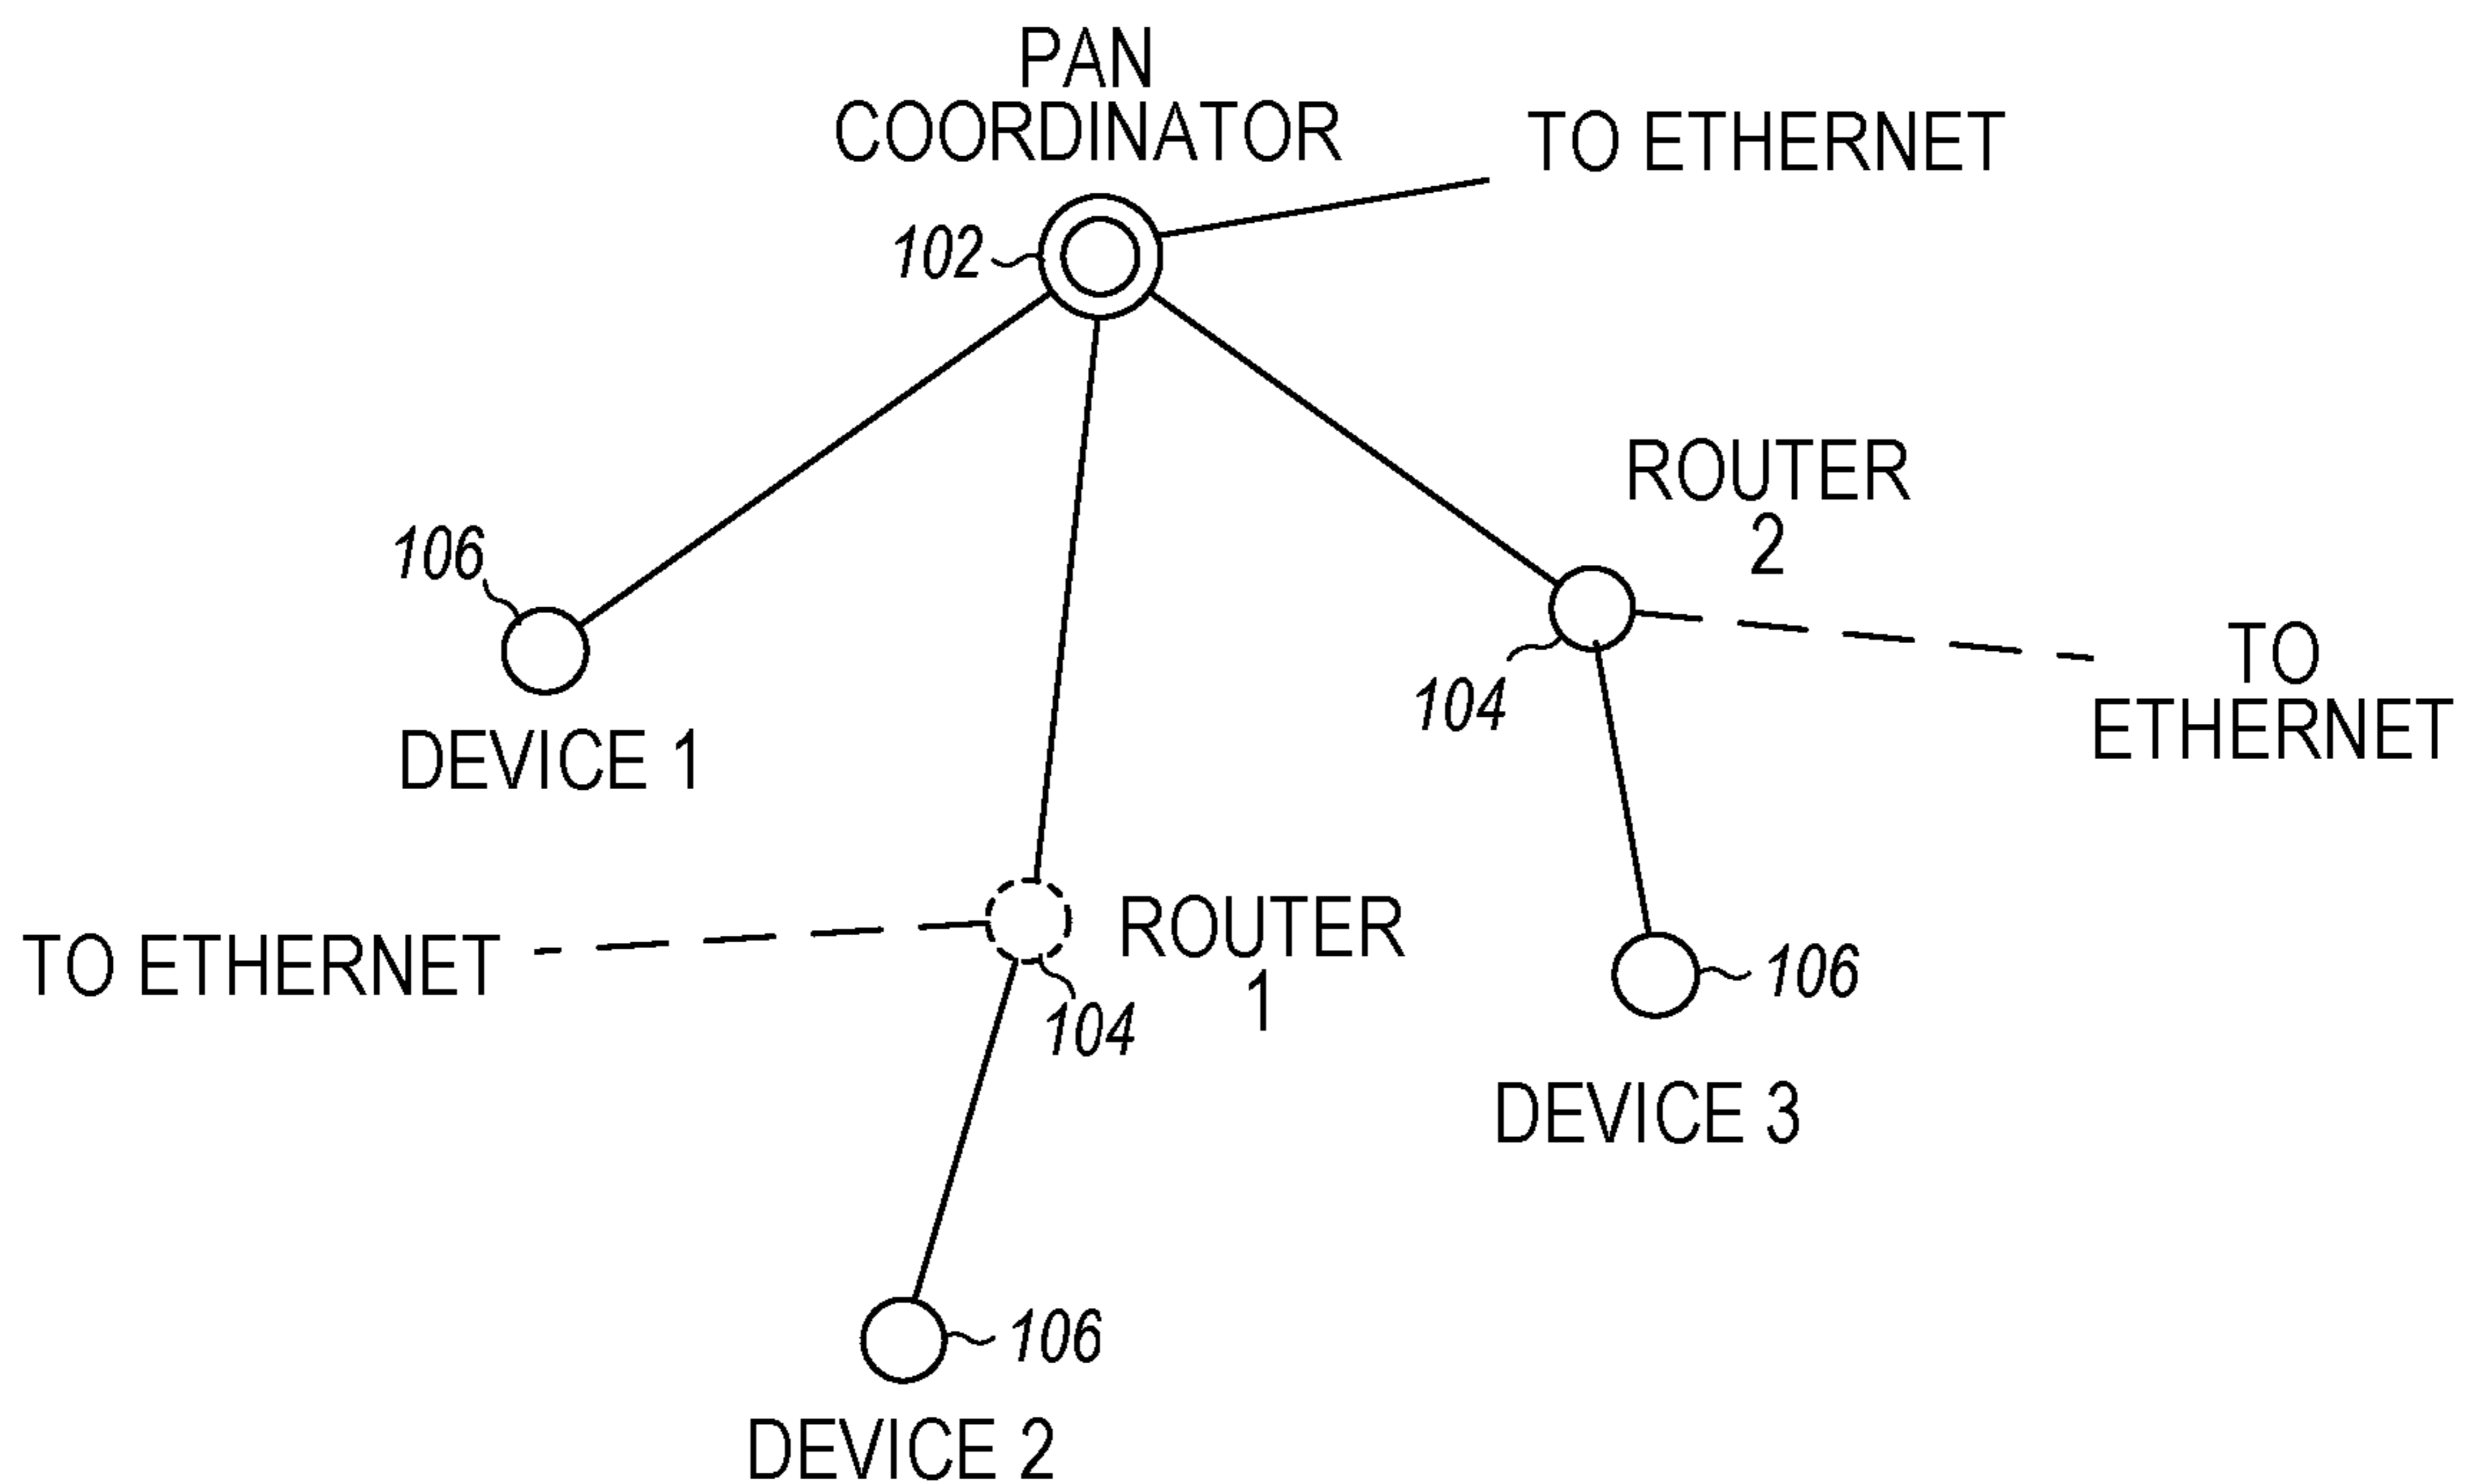 PAN
COORDINATOR
TO ETHERNET
102
ROUTER
2
106
TO
ETHERNET
104
DEVICE 1
TO ETHERNET
ROUTER
1
104
106
DEVICE 3
106
DEVICE 2